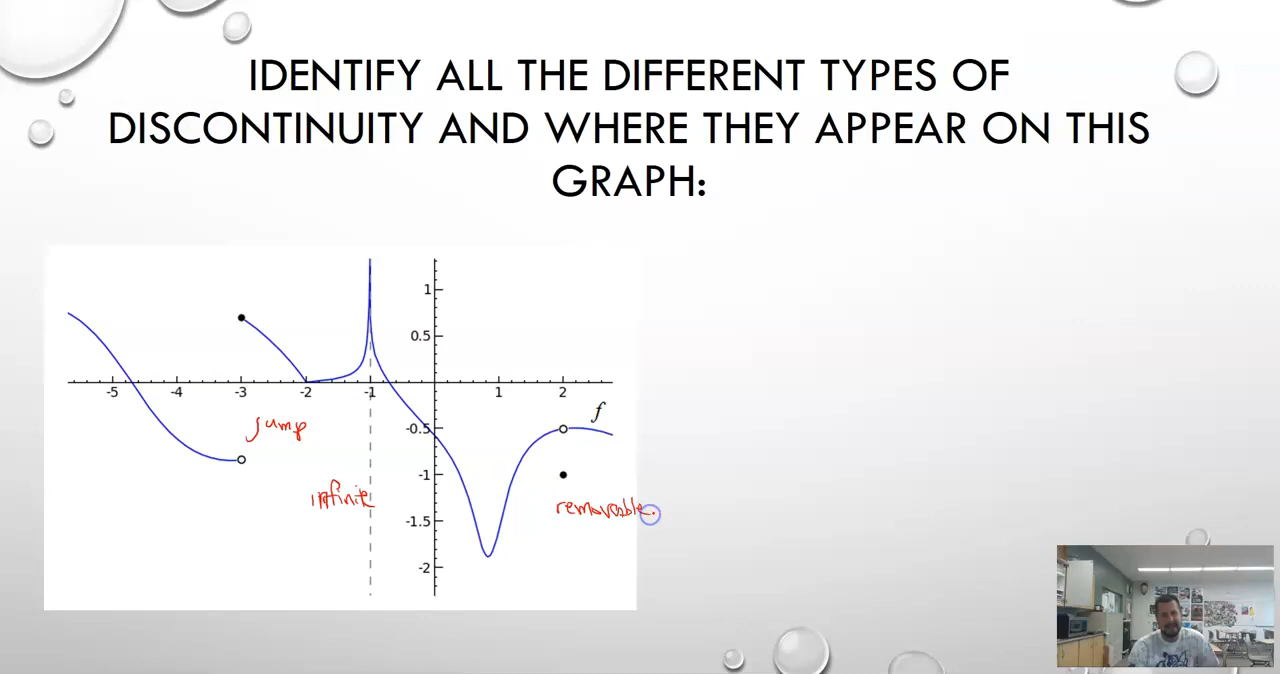 IDENTIFY ALL THE DIFFERENT TYPES OF
DISCONTINUITY AND WHERE THEY APPEAR ON THIS
GRAPH:
1
0.5
-5 -4 -3 -2 -1 1 2
f
jump
-0.5
-1
infinite
removeable.
-1.5
-2